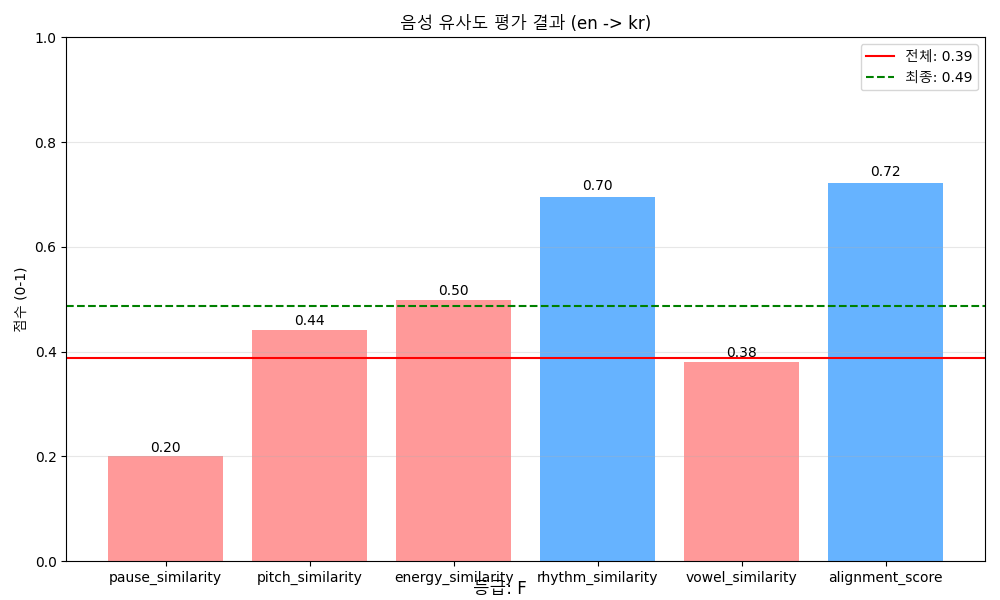 음성 유사도 평가 결과 (en -> kr)
전체: 0.39
최종: 0.49
점수 (0-1)
1.0
0.8
0.6
0.4
0.2
0.0
0.20
0.44
0.50
0.70
0.38
0.72
pause_similarity
pitch_similarity
energy_similarity
rhythm_similarity
vowel_similarity
alignment_score
등급: F